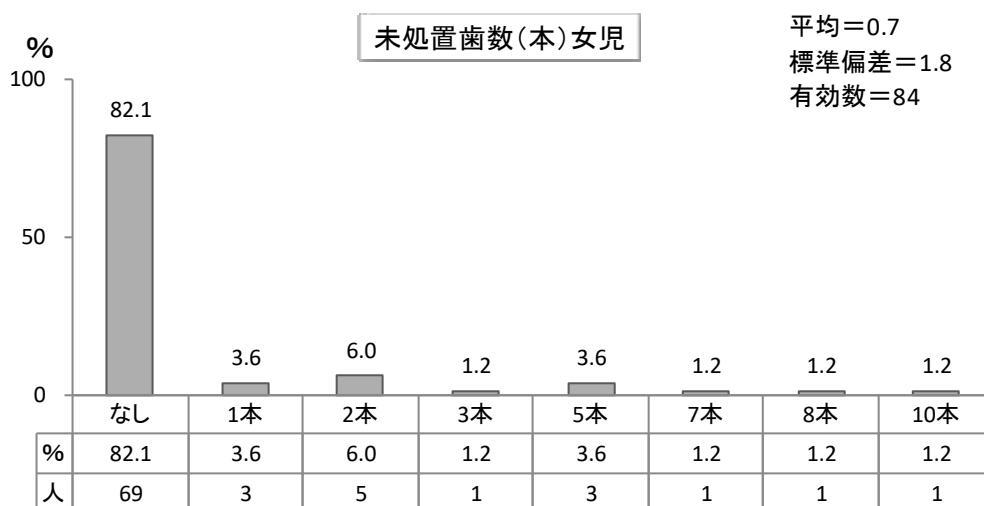 未処置歯数（本）女児
平均＝0.7
標準偏差＝1.8
有効数＝84
%
100
50
0
82.1 3.6 6.0 1.2 3.6 1.2 1.2 1.2
なし 1本 2本 3本 5本 7本 8本 10本
% 82.1 3.6 6.0 1.2 3.6 1.2 1.2 1.2
人 69 3 5 1 3 1 1 1